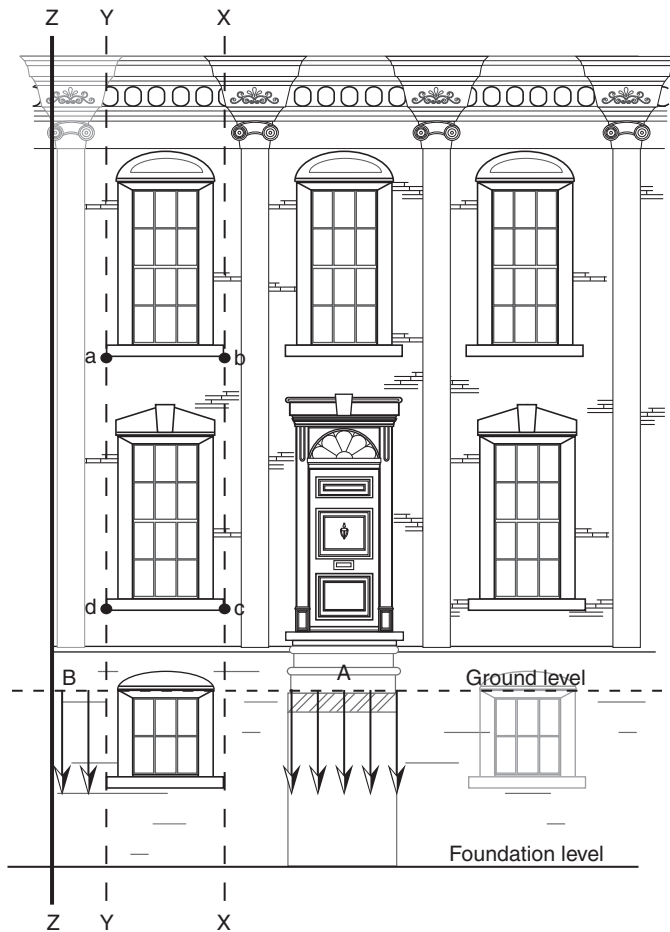 Z Y X
a b
d c
B A Ground level
Foundation level
Z Y X